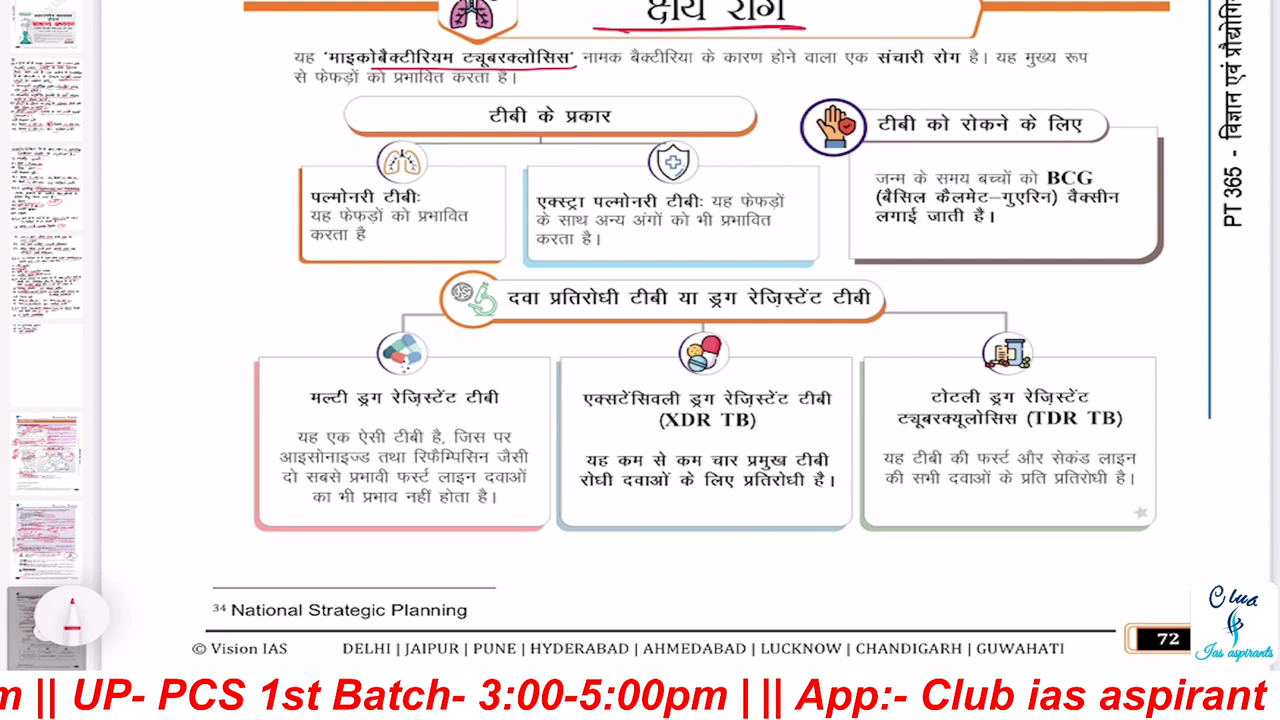 क्षय रोग
यह ‘माइकोबैक्टीरियम ट्यूबरक्लोसिस’ नामक बैक्टीरिया के कारण होने वाला एक संचारी रोग है। यह मुख्य रूप
से फेफड़ों को प्रभावित करता है।
टीबी के प्रकार
पल्मोनरी टीबीः
यह फेफड़ों को प्रभावित
करता है
एक्स्ट्रा पल्मोनरी टीबीः यह फेफड़ों
के साथ अन्य अंगों को भी प्रभावित
करता है।
टीबी को रोकने के लिए
जन्म के समय बच्चों को BCG
(बैसिल कैलमेट–गुएरिन) वैक्सीन
लगाई जाती है।
दवा प्रतिरोधी टीबी या ड्रग रेज़िस्टेंट टीबी
मल्टी ड्रग रेज़िस्टेंट टीबी
यह एक ऐसी टीबी है, जिस पर
आइसोनाइज्ड तथा रिफैम्पिसिन जैसी
दो सबसे प्रभावी फर्स्ट लाइन दवाओं
का भी प्रभाव नहीं होता है।
एक्सटेंसिवली ड्रग रेज़िस्टेंट टीबी
(XDR TB)
यह कम से कम चार प्रमुख टीबी
रोधी दवाओं के लिए प्रतिरोधी है।
टोटली ड्रग रेज़िस्टेंट
ट्यूबरक्यूलोसिस (TDR TB)
यह टीबी की फर्स्ट और सेकंड लाइन
की सभी दवाओं के प्रति प्रतिरोधी है।
34 National Strategic Planning
© Vision IAS
DELHI | JAIPUR | PUNE | HYDERABAD | AHMEDABAD | LUCKNOW | CHANDIGARH | GUWAHATI
72
PT 365 - विज्ञान एवं प्रौद्योगि
Club
Ias aspirants
m || UP- PCS 1st Batch- 3:00-5:00pm | || App:- Club ias aspirant